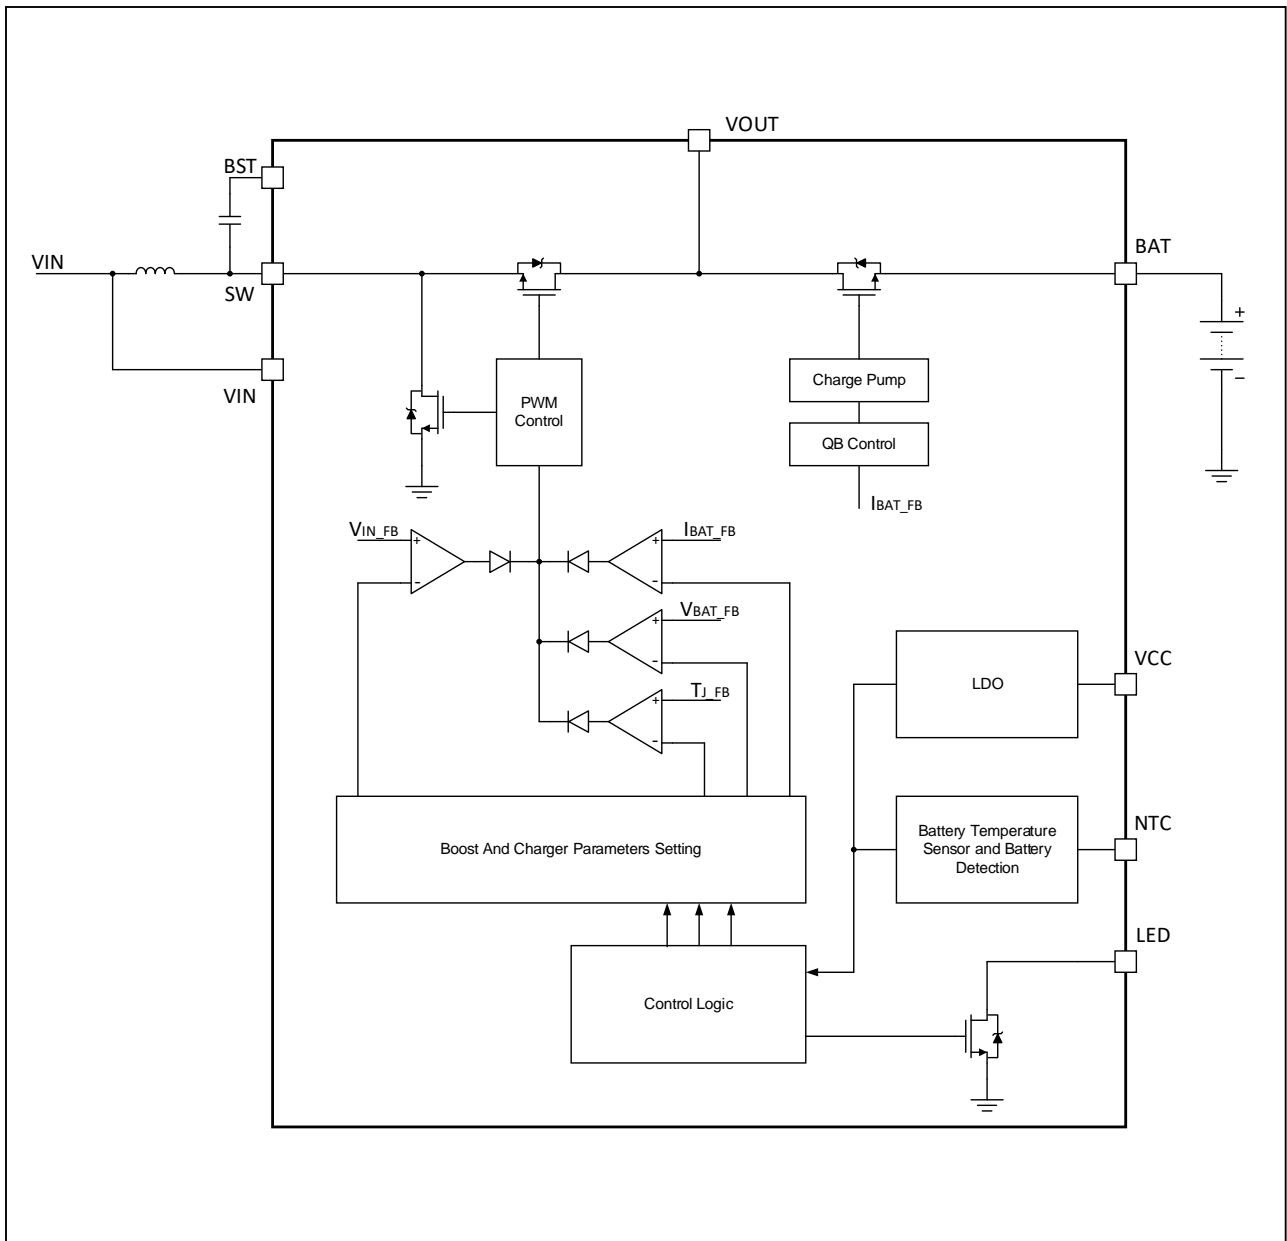 VOUT
BST
VIN
SW
BAT
+
−
VIN
PWM
Control
Charge Pump
QB Control
IBAT_FB
VIN_FB
+
-
IBAT_FB
+
-
VBAT_FB
+
-
TJ_FB
+
-
LDO
VCC
Boost And Charger Parameters Setting
Battery Temperature
Sensor and Battery
Detection
NTC
LED
Control Logic